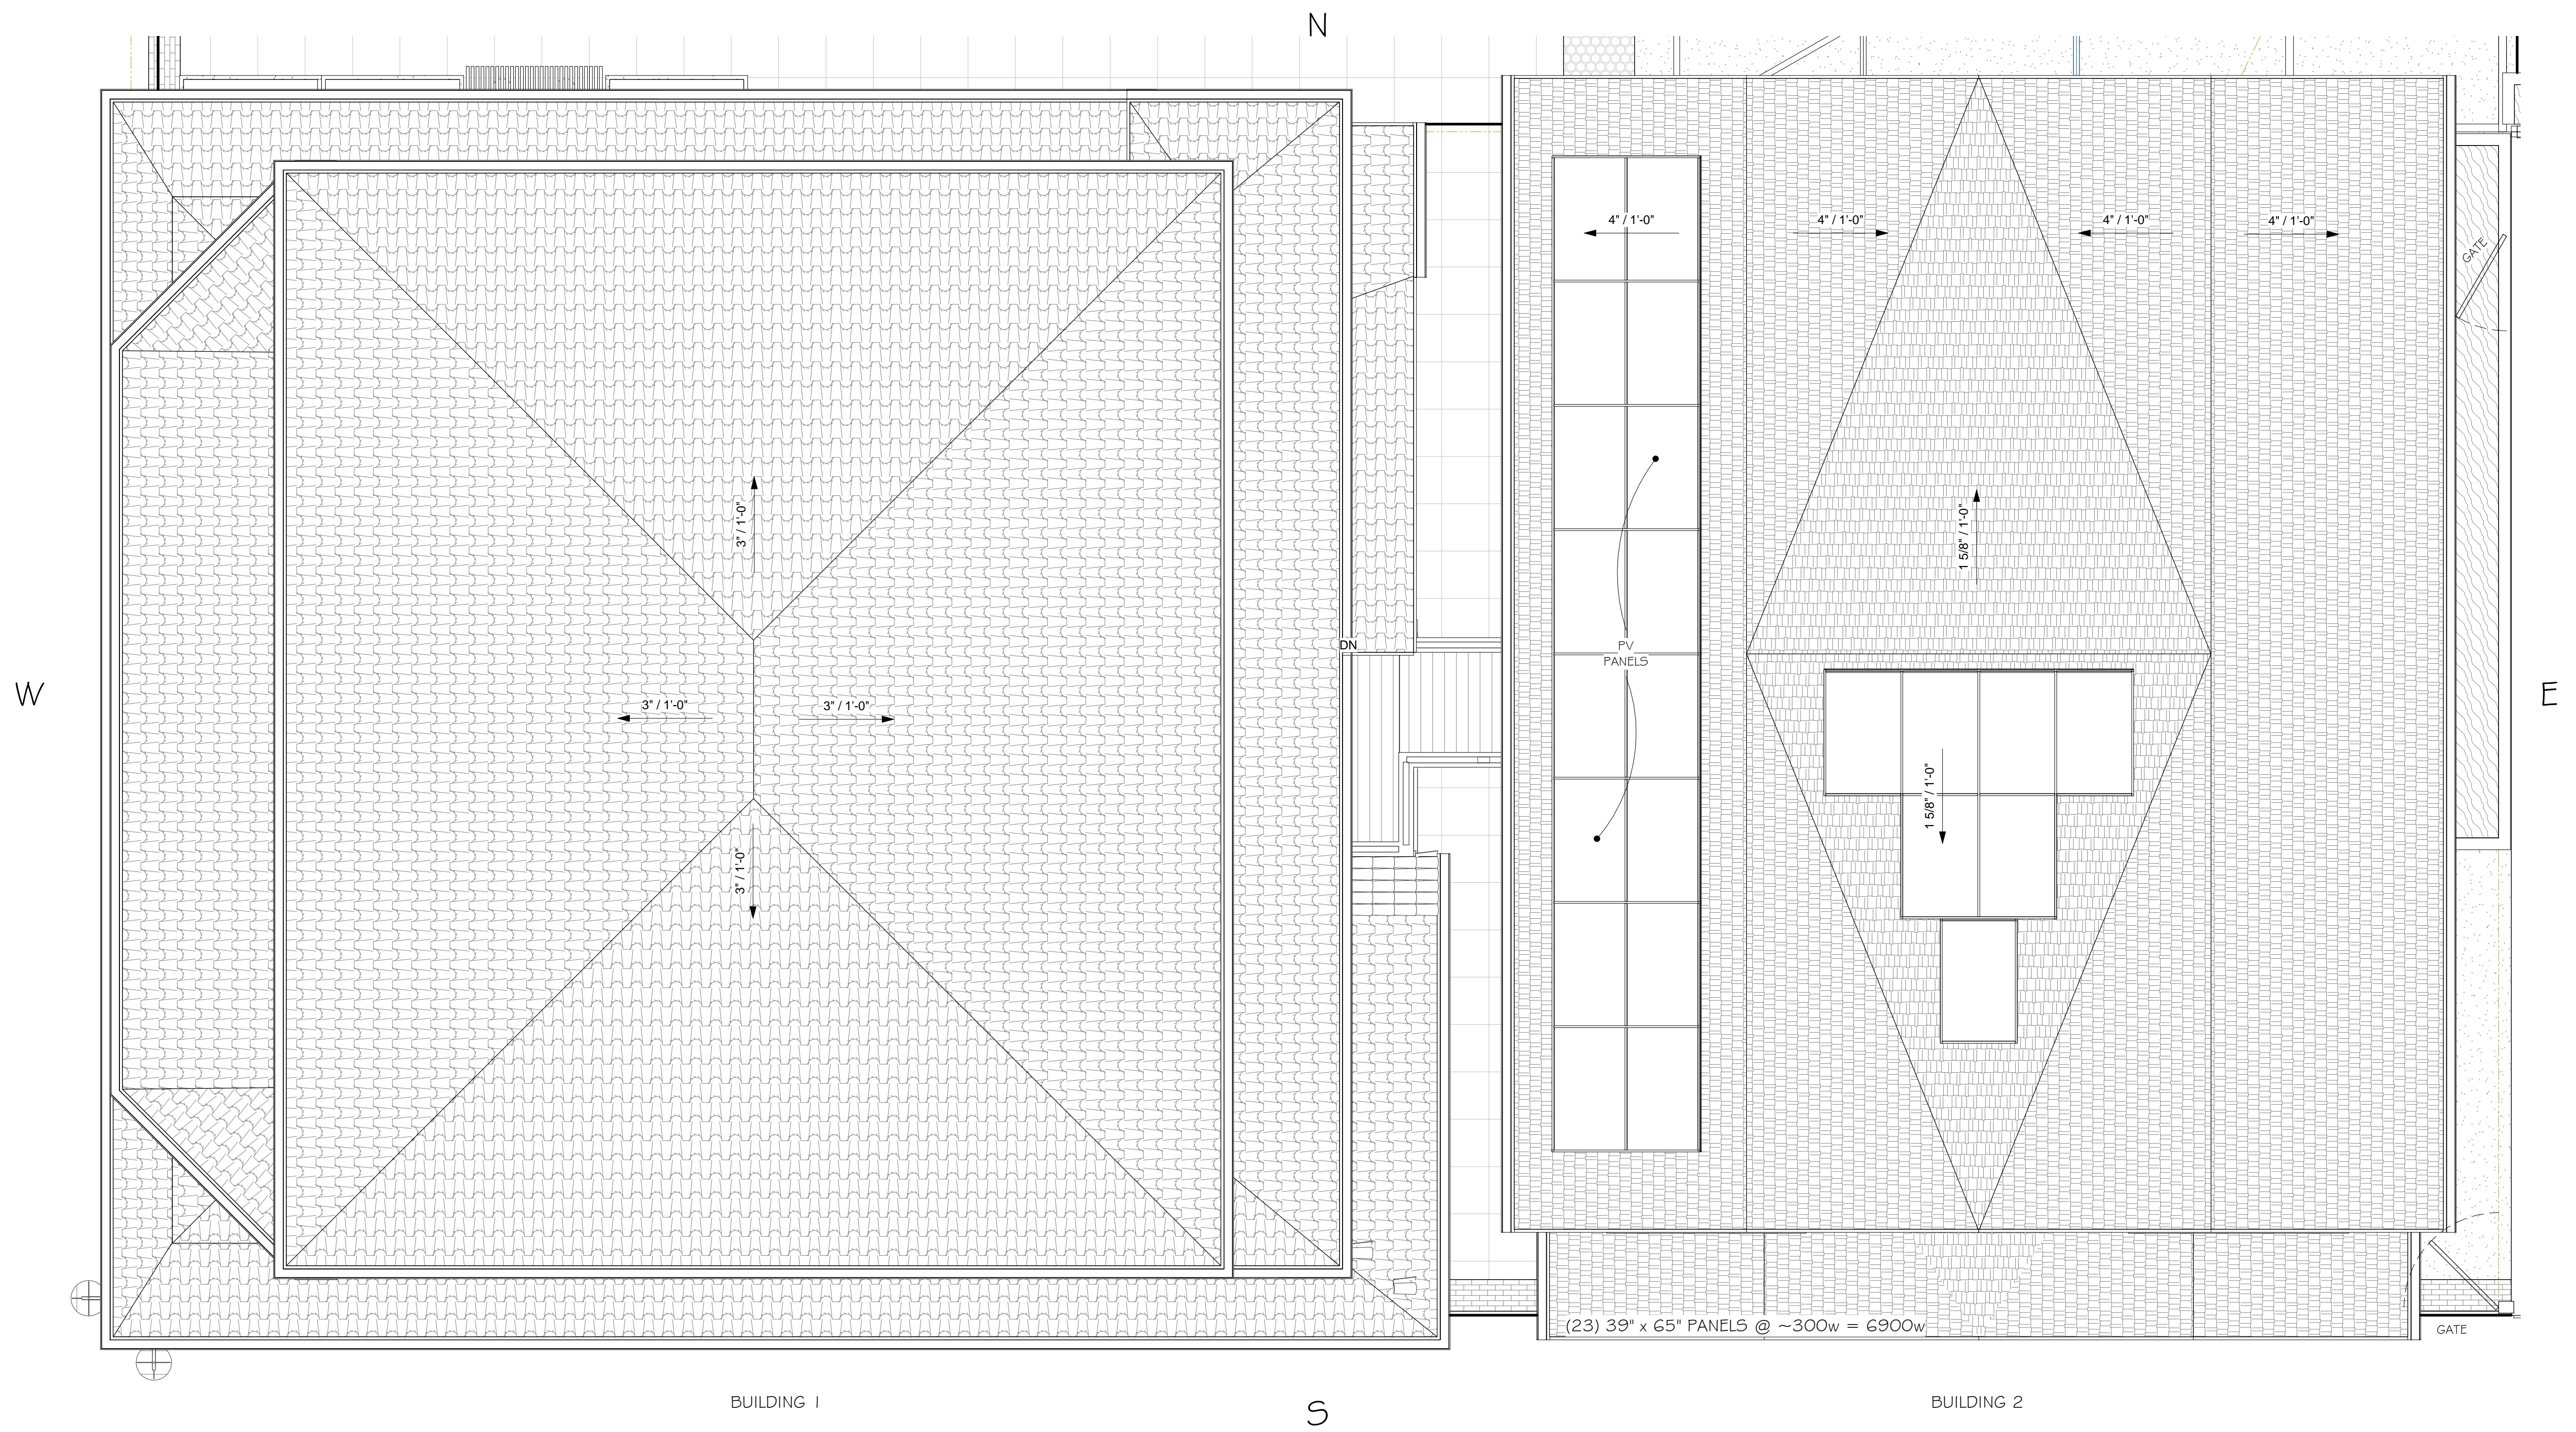 N
4" / 1'-0"
4" / 1'-0"
4" / 1'-0"
4" / 1'-0"
GATE
3" / 1'-0"
1 5/8" / 1'-0"
DN
PV
PANELS
W
E
3" / 1'-0"
3" / 1'-0"
1 5/8" / 1'-0"
3" / 1'-0"
(23) 39" x 65" PANELS @ ~300w = 6900w
GATE
BUILDING 1
S
BUILDING 2